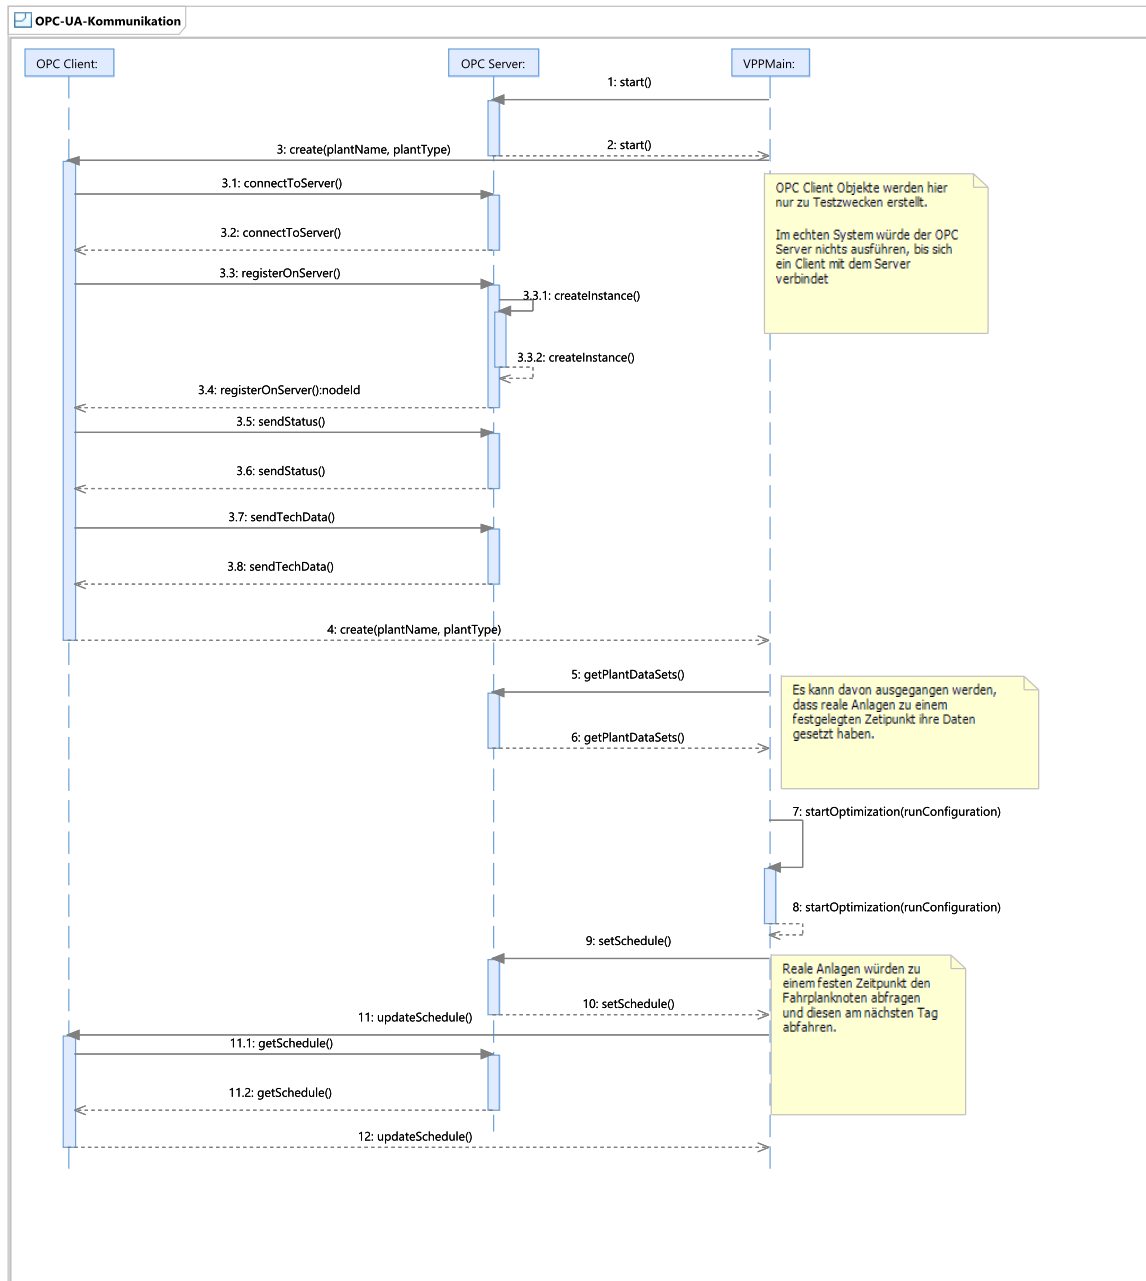 OPC-UA-Kommunikation
OPC Client:
OPC Server:
VPPMain:
1: start()
2: start()
3: create(plantName, plantType)
3.1: connectToServer()
OPC Client Objekte werden hier
nur zu Testzwecken erstellt.
Im echten System würde der OPC
Server nichts ausführen, bis sich
ein Client mit dem Server
verbindet
3.2: connectToServer()
3.3: registerOnServer()
3.3.1: createInstance()
3.3.2: createInstance()
3.4: registerOnServer():nodeId
3.5: sendStatus()
3.6: sendStatus()
3.7: sendTechData()
3.8: sendTechData()
4: create(plantName, plantType)
5: getPlantDataSets()
Es kann davon ausgegangen werden,
dass reale Anlagen zu einem
festgelegten Zetipunkt ihre Daten
gesetzt haben.
6: getPlantDataSets()
7: startOptimization(runConfiguration)
8: startOptimization(runConfiguration)
9: setSchedule()
Reale Anlagen würden zu
einem festen Zeitpunkt den
Fahrplanknoten abfragen
und diesen am nächsten Tag
abfahren.
10: setSchedule()
11: updateSchedule()
11.1: getSchedule()
11.2: getSchedule()
12: updateSchedule()